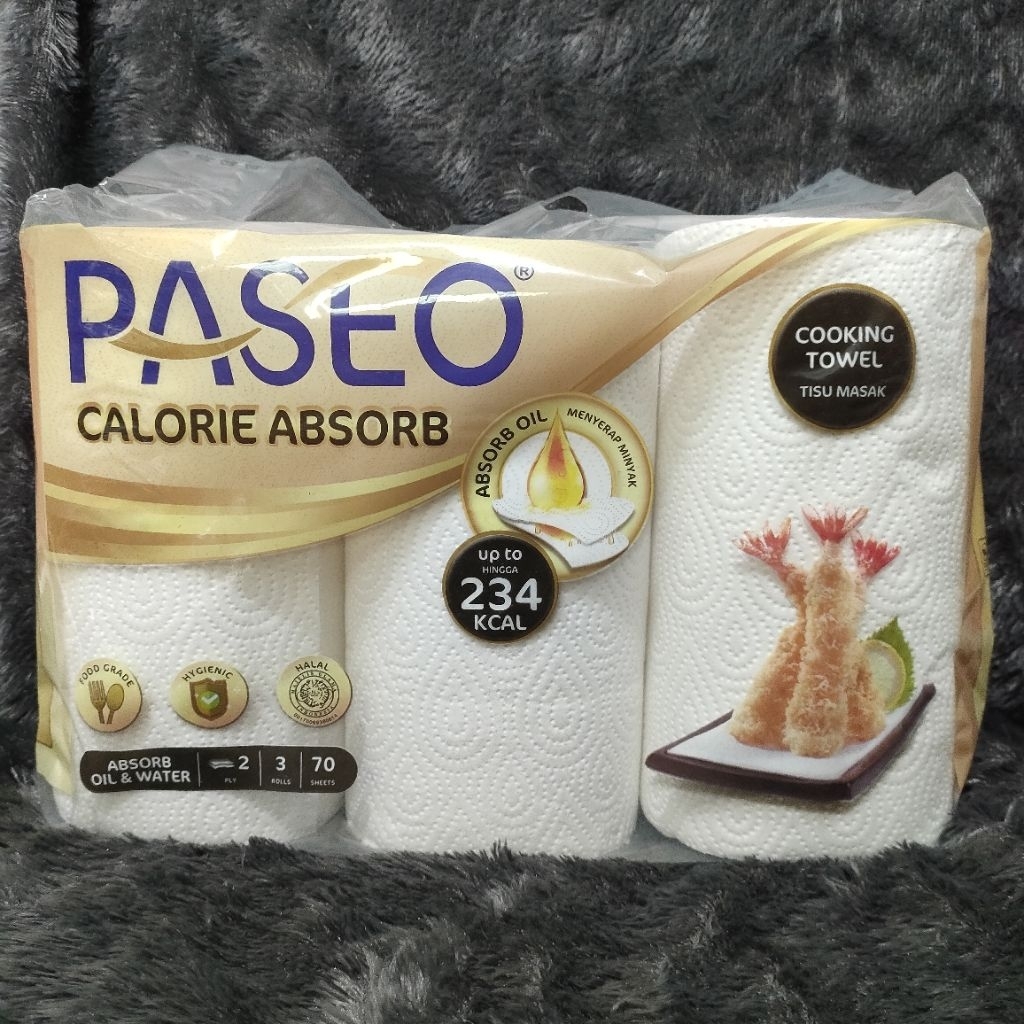 PASEO®
CALORIE ABSORB
COOKING
TOWEL
TISU MASAK
ABSORB OIL
MENYERAP MINYAK
up to
HINGGA
234
KCAL
FOOD GRADE
HYGIENIC
HALAL
ABSORB
OIL & WATER
2
PLY
3
ROLLS
70
SHEETS